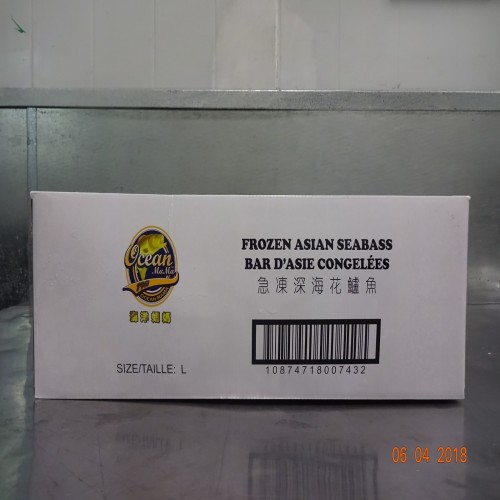 Ocean
MaMa
FROZEN ASIAN SEABASS
BAR D'ASIE CONGELÉES
急凍深海花鱸魚
SIZE/TAILLE: L
10874718007432
06 04 2018